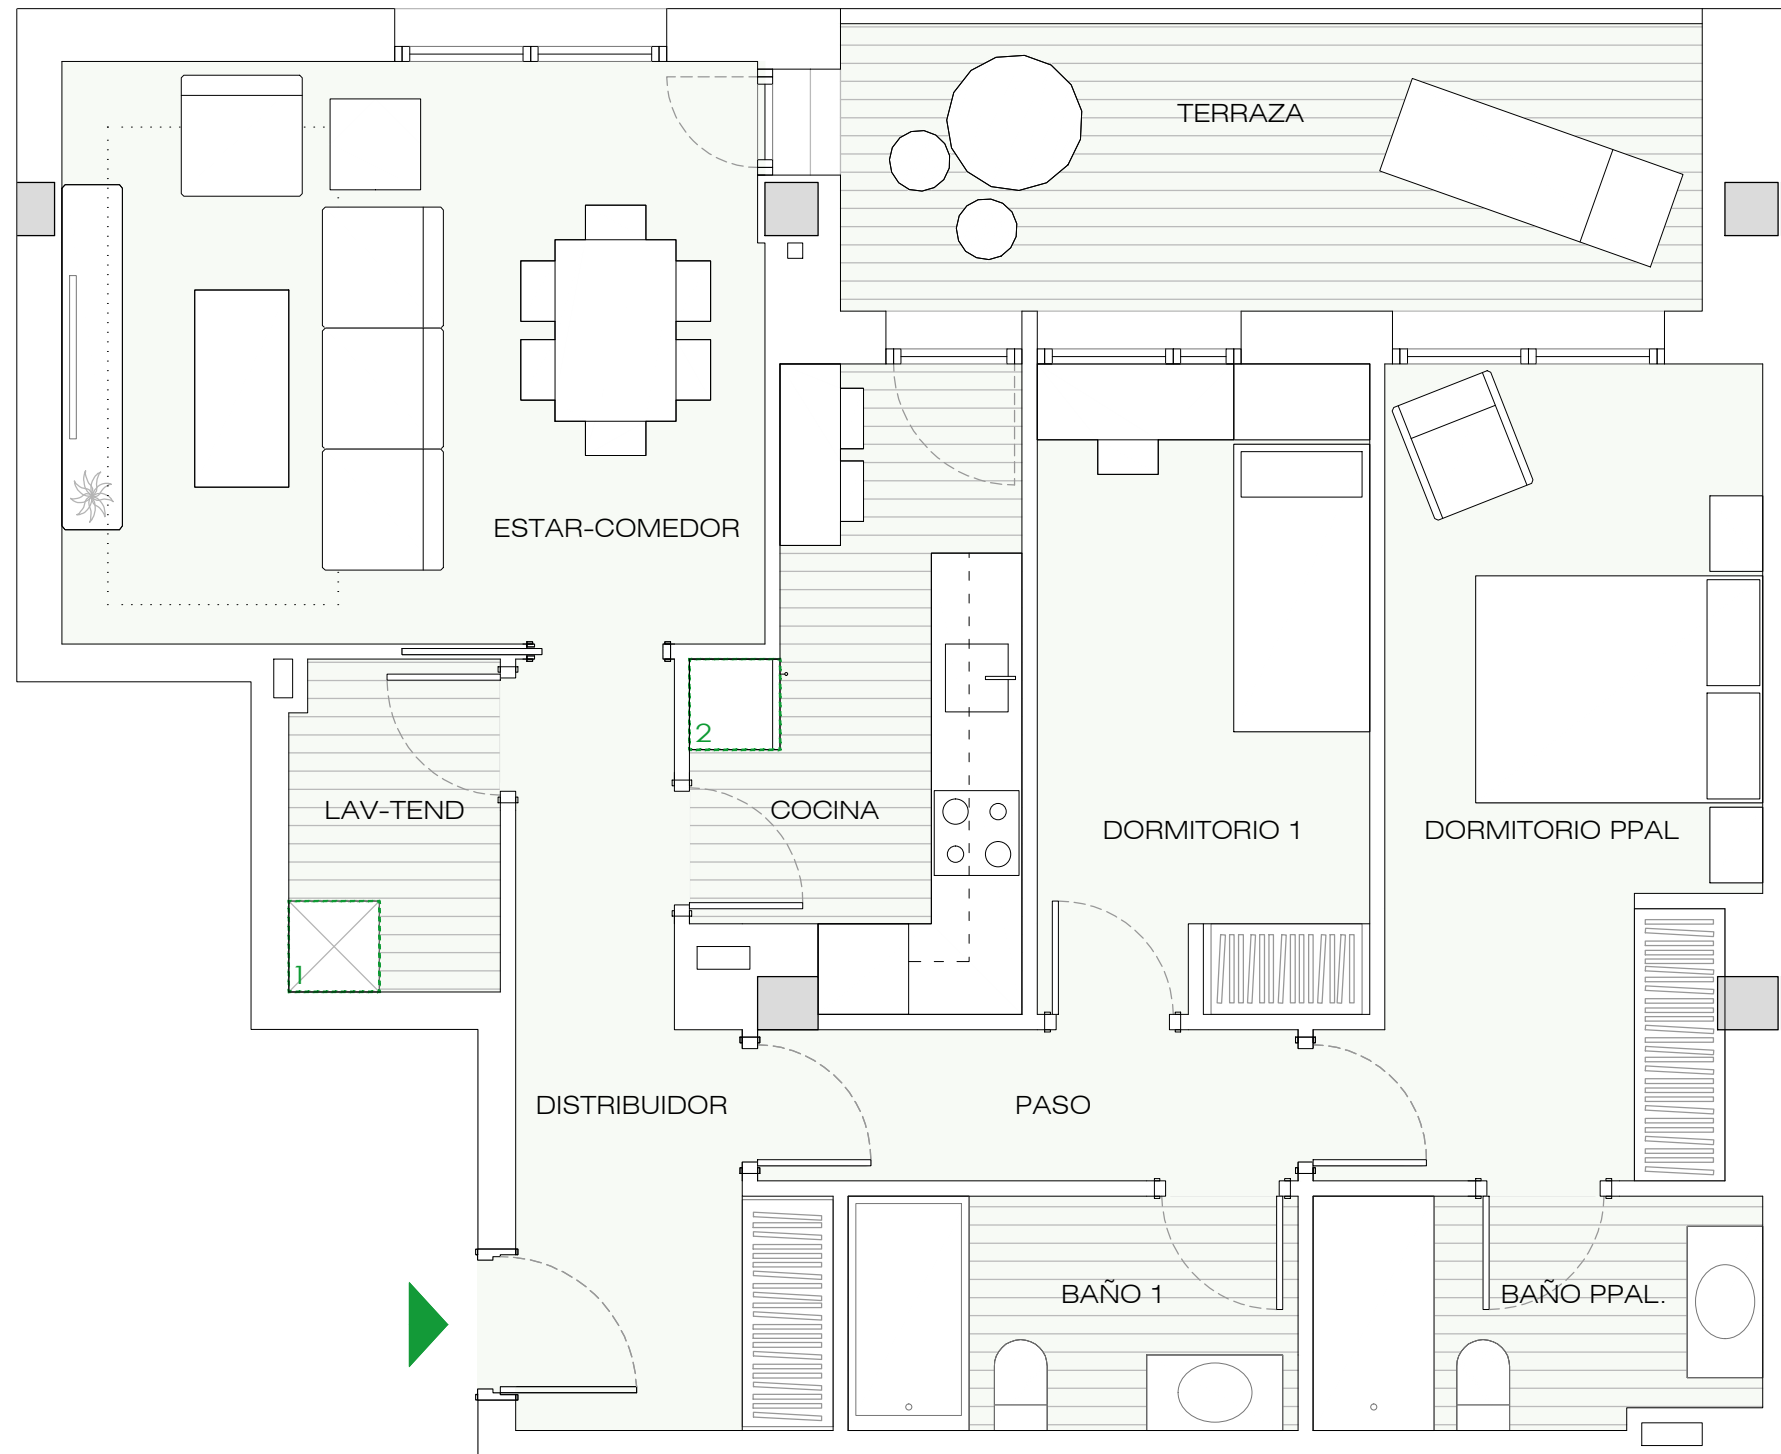 TERRAZA
ESTAR-COMEDOR
2
LAV-TEND
COCINA
DORMITORIO 1
DORMITORIO PPAL
1
DISTRIBUIDOR
PASO
BAÑO 1
BAÑO PPAL.